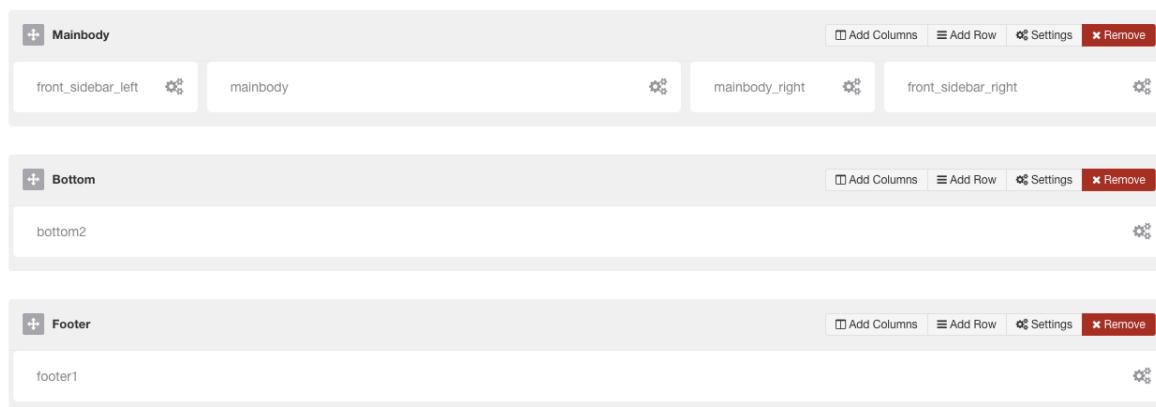 Mainbody Add Columns Add Row Settings Remove
front_sidebar_left mainbody mainbody_right front_sidebar_right
Bottom Add Columns Add Row Settings Remove
bottom2
Footer Add Columns Add Row Settings Remove
footer1